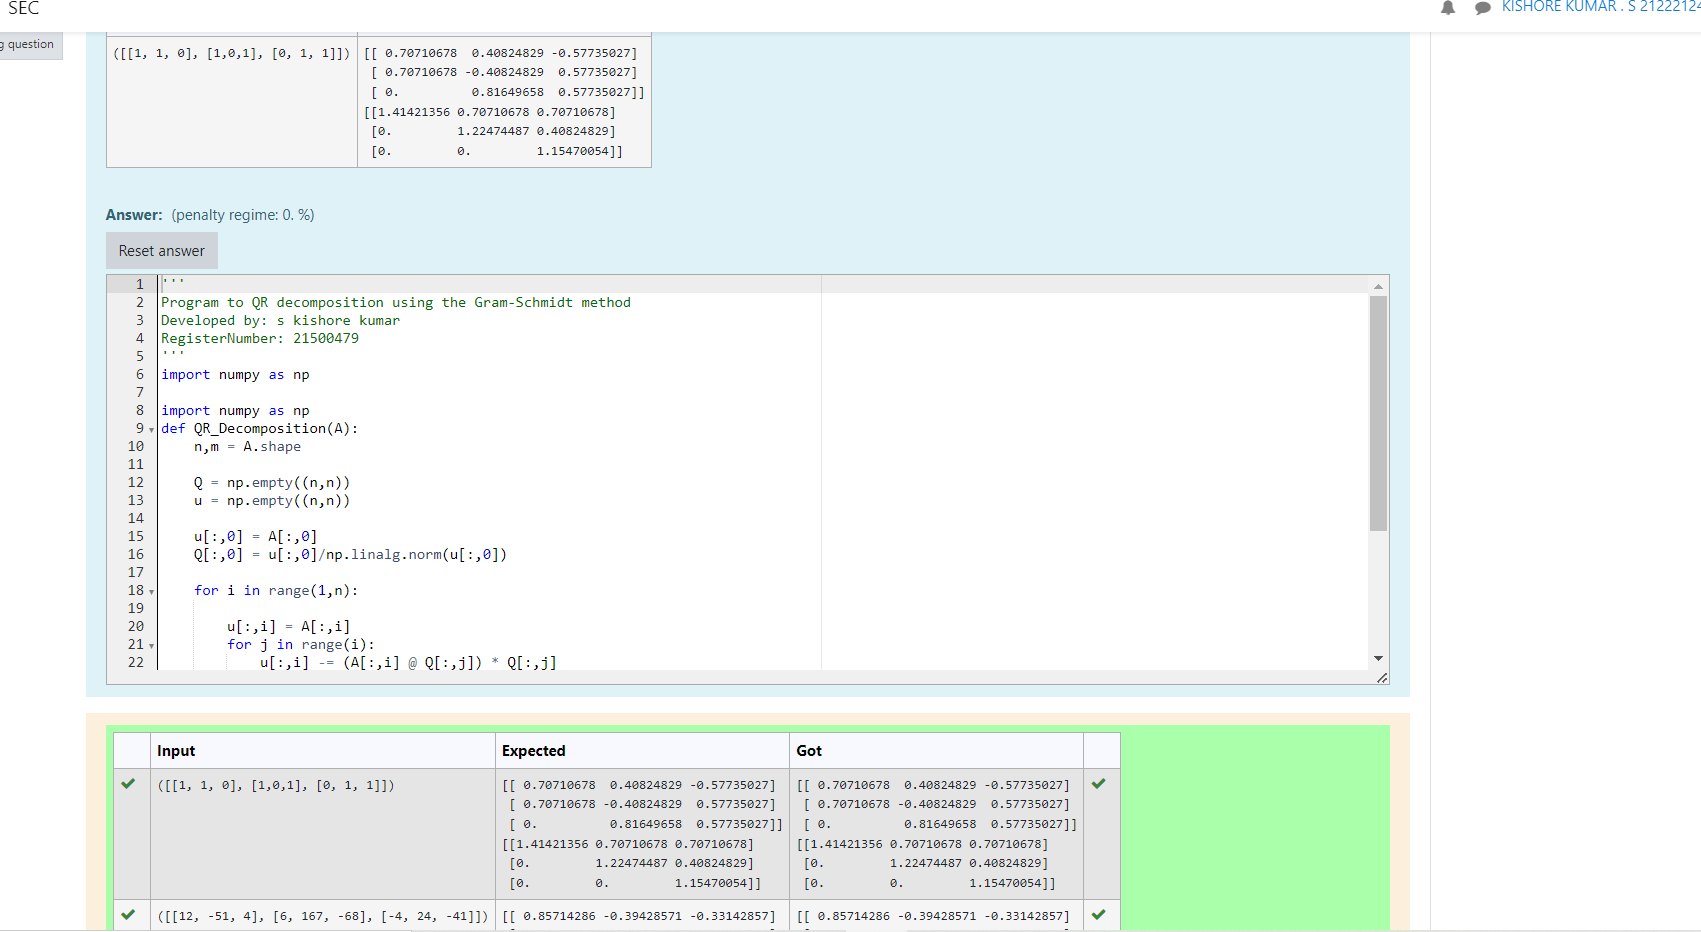 SEC
KISHORE KUMAR . S 2122212
question
([[1, 1, 0], [1,0,1], [0, 1, 1]])
[[ 0.70710678  0.40824829 -0.57735027]
[ 0.70710678 -0.40824829  0.57735027]
[ 0.          0.81649658  0.57735027]]
[[1.41421356 0.70710678 0.70710678]
[0.         1.22474487 0.40824829]
[0.         0.         1.15470054]]
Answer: (penalty regime: 0. %)
Reset answer
1 '''
2 Program to QR decomposition using the Gram-Schmidt method
3 Developed by: s kishore kumar
4 RegisterNumber: 21500479
5 '''
6 import numpy as np
7
8 import numpy as np
9 def QR_Decomposition(A):
10     n,m = A.shape
11
12     Q = np.empty((n,n))
13     u = np.empty((n,n))
14
15     u[:,0] = A[:,0]
16     Q[:,0] = u[:,0]/np.linalg.norm(u[:,0])
17
18     for i in range(1,n):
19
20         u[:,i] = A[:,i]
21         for j in range(i):
22             u[:,i] -= (A[:,i] @ Q[:,j]) * Q[:,j]
Input Expected Got
([[1, 1, 0], [1,0,1], [0, 1, 1]])
[[ 0.70710678  0.40824829 -0.57735027]
[ 0.70710678 -0.40824829  0.57735027]
[ 0.          0.81649658  0.57735027]]
[[1.41421356 0.70710678 0.70710678]
[0.         1.22474487 0.40824829]
[0.         0.         1.15470054]]
[[ 0.70710678  0.40824829 -0.57735027]
[ 0.70710678 -0.40824829  0.57735027]
[ 0.          0.81649658  0.57735027]]
[[1.41421356 0.70710678 0.70710678]
[0.         1.22474487 0.40824829]
[0.         0.         1.15470054]]
([[12, -51, 4], [6, 167, -68], [-4, 24, -41]])
[[ 0.85714286 -0.39428571 -0.33142857]
[[ 0.85714286 -0.39428571 -0.33142857]